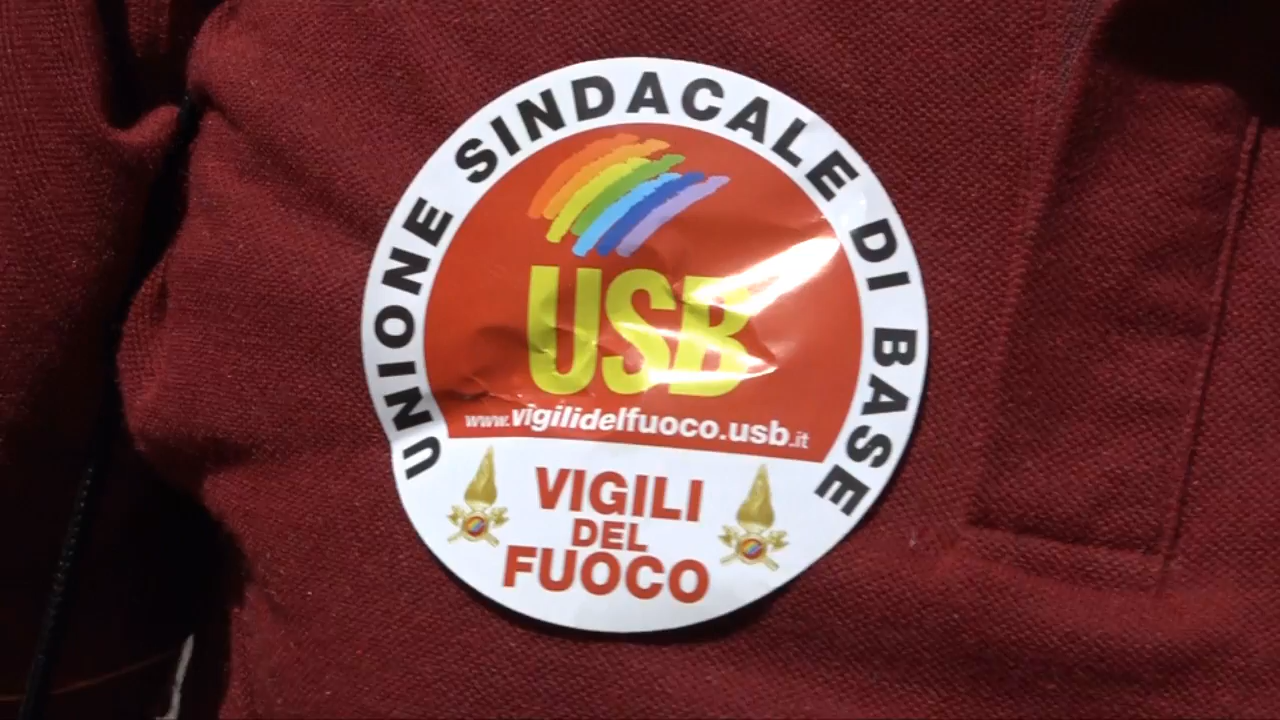 UNIONE SINDACALE DI BASE
USB
www.vigilidelfuoco.usb.it
VIGILI
DEL
FUOCO